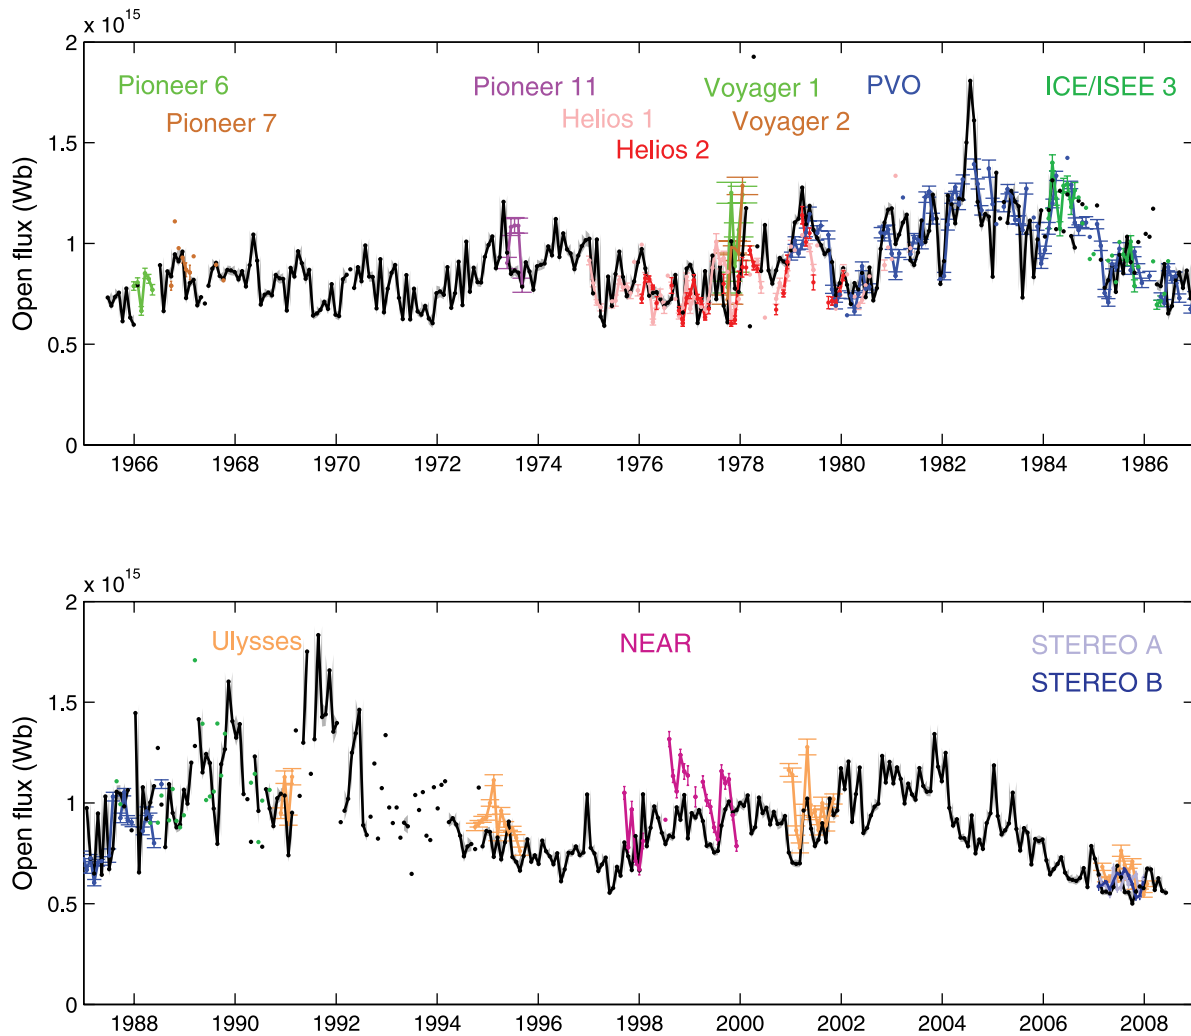 x 10^15
2
Pioneer 6 Pioneer 11 Voyager 1 PVO ICE/ISEE 3
Pioneer 7 Helios 1 Voyager 2
Helios 2
1.5
Open flux (Wb)
1
0.5
0
1966 1968 1970 1972 1974 1976 1978 1980 1982 1984 1986
x 10^15
2
Ulysses NEAR STEREO A
STEREO B
1.5
Open flux (Wb)
1
0.5
0
1988 1990 1992 1994 1996 1998 2000 2002 2004 2006 2008